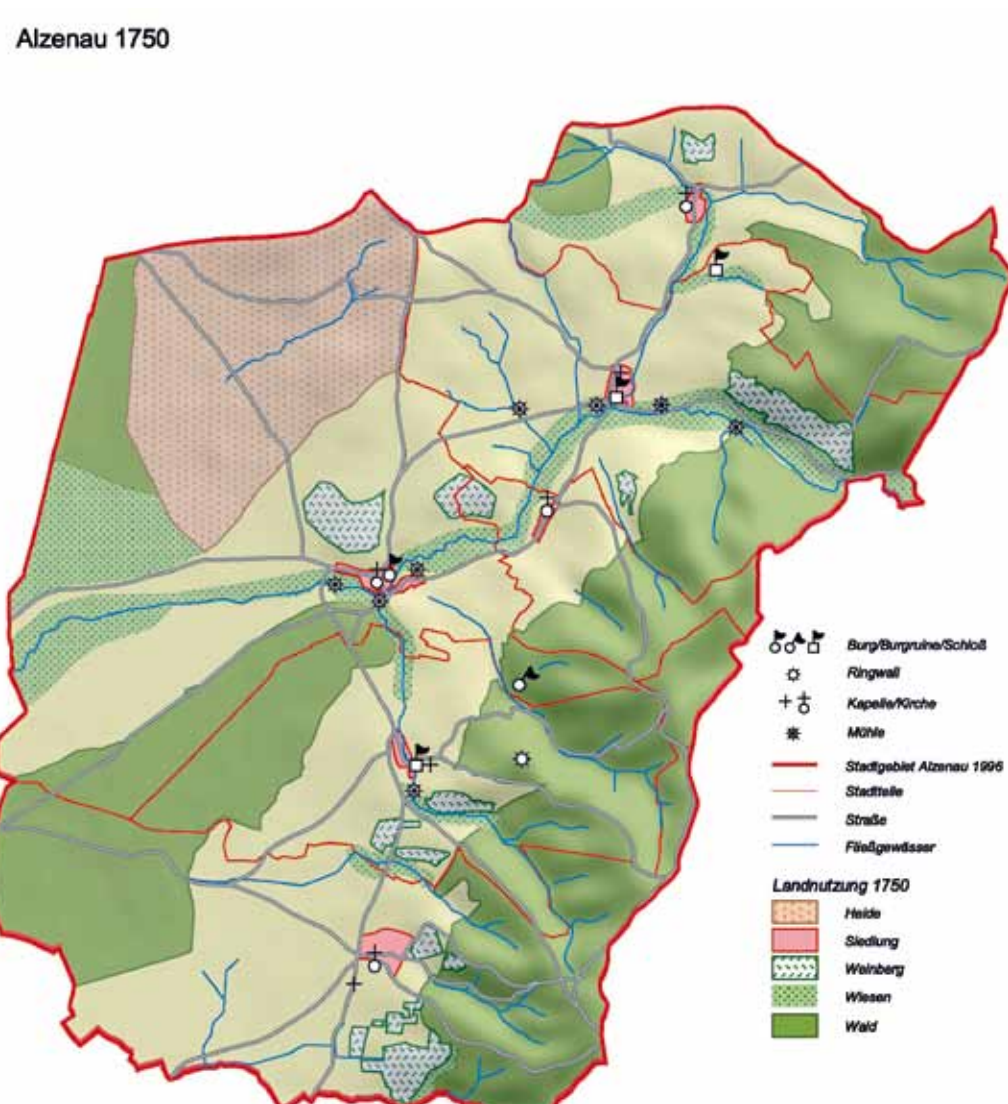 Alzenau 1750
Burg/Burgruine/Schloß
Ringwall
Kapelle/Kirche
Mühle
Stadtgebiet Alzenau 1996
Stadtteile
Straße
Fließgewässer
Landnutzung 1750
Heide
Siedlung
Weinberg
Wiesen
Wald